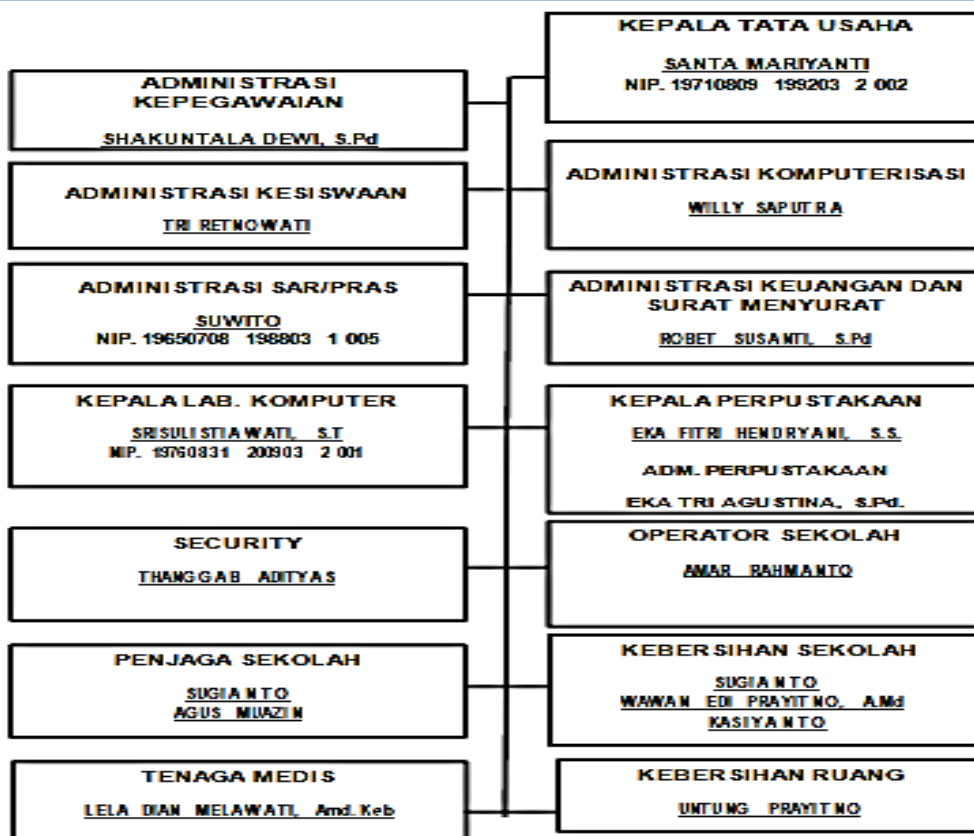 KEPALA TATA USAHA
SANTA MARIYANTI
NIP. 19710809 199203 2 002
ADMINISTRASI
KEPEGAWAIAN
SHAKUNTALA DEWI, S.Pd
ADMINISTRASI KOMPUTERISASI
WILLY SAPUTRA
ADMINISTRASI KESISWAAN
TRI RETNOWATI
ADMINISTRASI SAR/PRAS
SUWITO
NIP. 19650708 198803 1 005
ADMINISTRASI KEUANGAN DAN
SURAT MENYURAT
ROBET SUSANTI, S.Pd
KEPALA LAB. KOMPUTER
SRISULISTIAWATI, S.T
NIP. 19760831 200903 2 001
KEPALA PERPUSTAKAAN
EKA FITRI HENDRYANI, S.S.
ADM. PERPUSTAKAAN
EKA TRI AGUSTINA, S.Pd.
SECURITY
THANGGAB ADITYAS
OPERATOR SEKOLAH
AMAR RAHMANTO
PENJAGA SEKOLAH
SUGIANTO
AGUS MUAZIN
KEBERSIHAN SEKOLAH
SUGIANTO
WAWAN EDI PRAYITNO, A.Md
KASIYANTO
TENAGA MEDIS
LELA DIAN MELAWATI, Amd.Keb
KEBERSIHAN RUANG
UNTUNG PRAYITNO